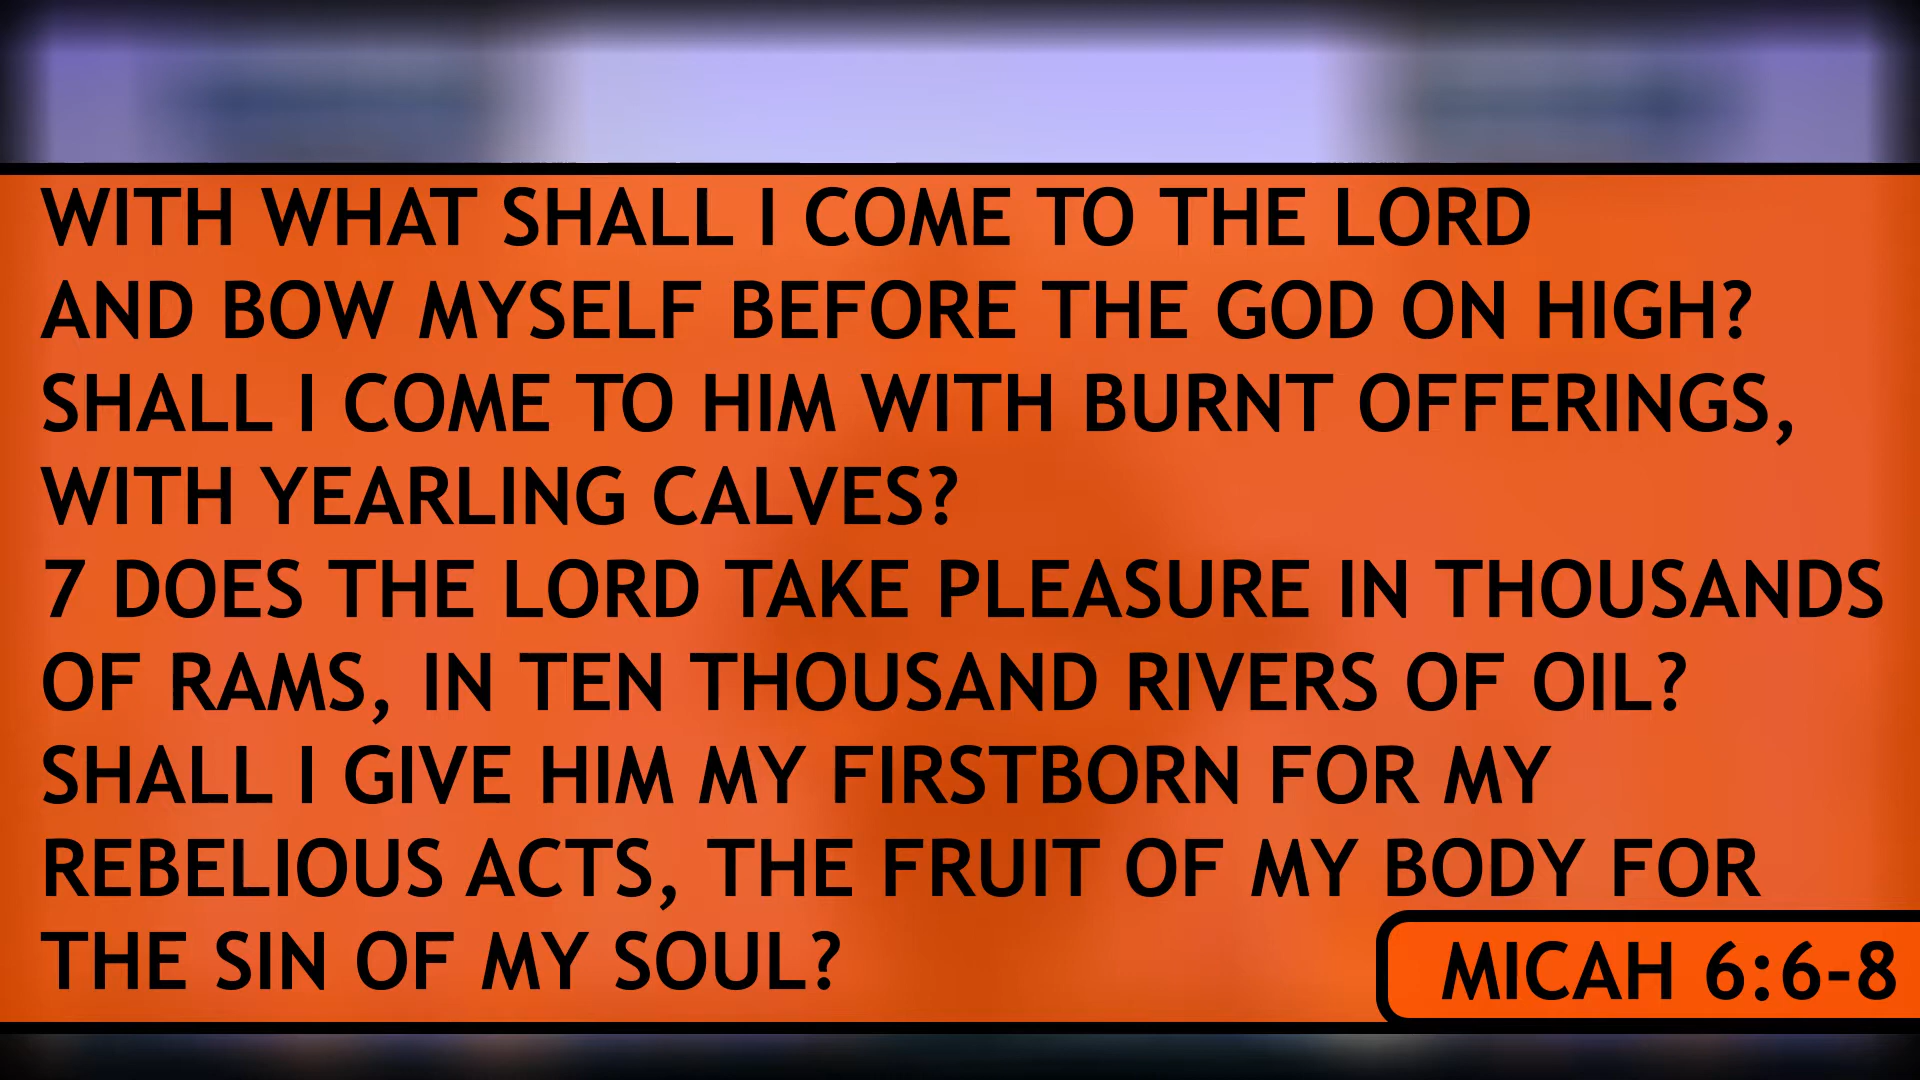 WITH WHAT SHALL I COME TO THE LORD
AND BOW MYSELF BEFORE THE GOD ON HIGH?
SHALL I COME TO HIM WITH BURNT OFFERINGS,
WITH YEARLING CALVES?
7 DOES THE LORD TAKE PLEASURE IN THOUSANDS
OF RAMS, IN TEN THOUSAND RIVERS OF OIL?
SHALL I GIVE HIM MY FIRSTBORN FOR MY
REBELIOUS ACTS, THE FRUIT OF MY BODY FOR
THE SIN OF MY SOUL?
MICAH 6:6-8